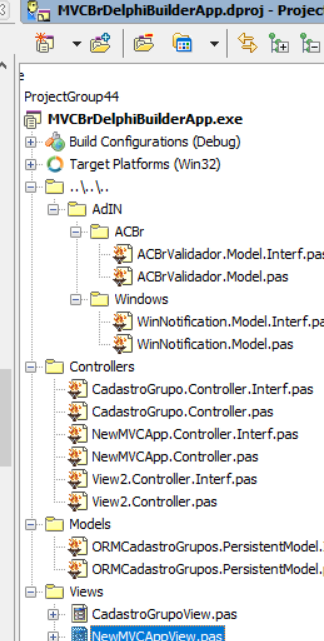 MVCBrDelphiBuilderApp.dproj - Project
ProjectGroup44
MVCBrDelphiBuilderApp.exe
Build Configurations (Debug)
Target Platforms (Win32)
..\..\..
AdIN
ACBr
ACBrValidador.Model.Interf.pas
ACBrValidador.Model.pas
Windows
WinNotification.Model.Interf.pa
WinNotification.Model.pas
Controllers
CadastroGrupo.Controller.Interf.pas
CadastroGrupo.Controller.pas
NewMVCApp.Controller.Interf.pas
NewMVCApp.Controller.pas
View2.Controller.Interf.pas
View2.Controller.pas
Models
ORMCadastroGrupos.PersistentModel.
ORMCadastroGrupos.PersistentModel.
Views
CadastroGrupoView.pas
NewMVCAppView.pas